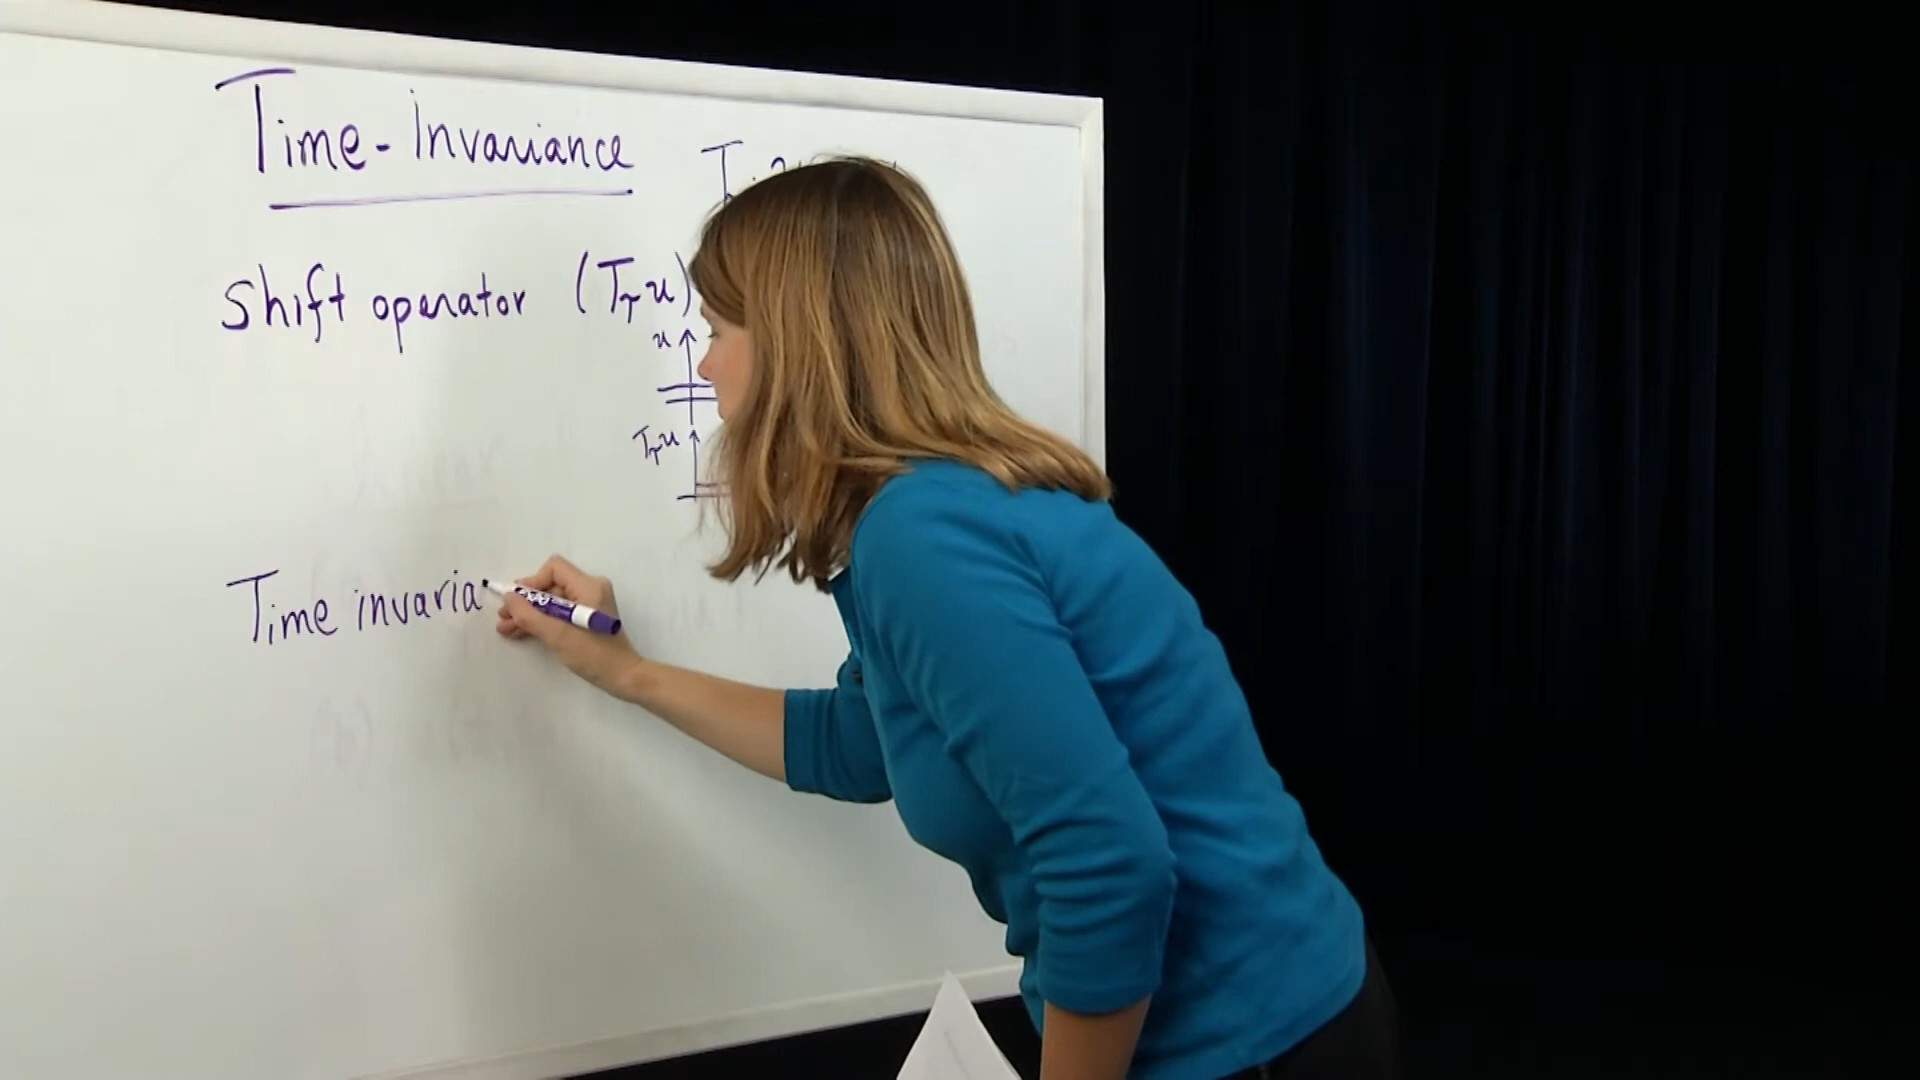 Time-Invariance
Shift operator (Tτu)
u
Tτu
Time invaria